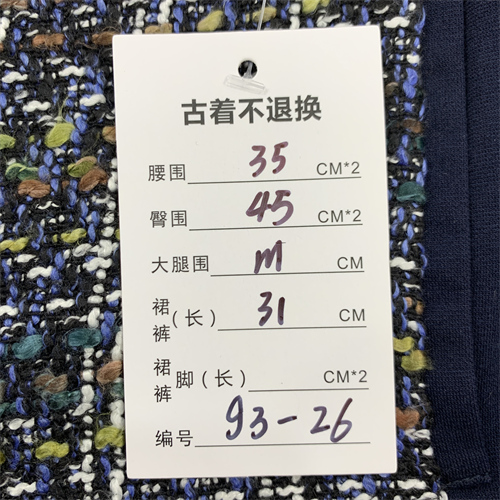 古着不退换
腰围 35 CM*2
臀围 45 CM*2
大腿围 m CM
裙裤(长) 31 CM
裙裤脚(长) CM*2
编号 93-26